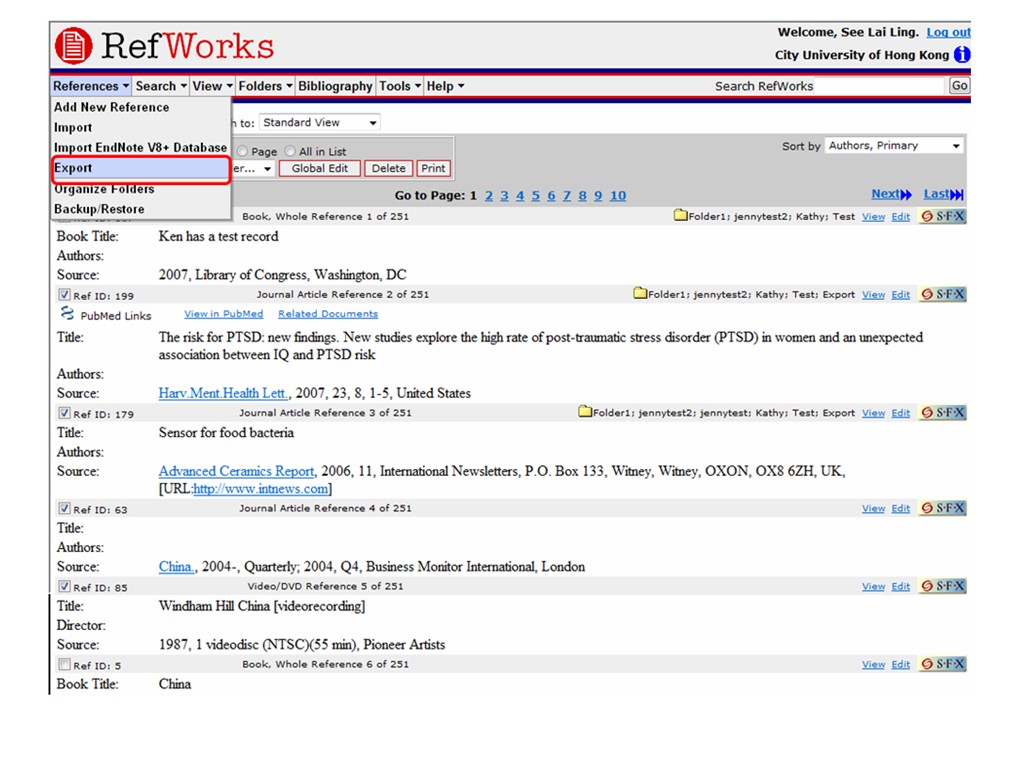 RefWorks
Welcome, See Lai Ling. Log out
City University of Hong Kong
References Search View Folders Bibliography Tools Help Search RefWorks Go
Add New Reference
Import
Import EndNote V8+ Database
Export
Organize Folders
Backup/Restore
to: Standard View
Page All in List
Sort by Authors, Primary
er... Global Edit Delete Print
Go to Page: 1 2 3 4 5 6 7 8 9 10 Next Last
Book, Whole Reference 1 of 251 Folder1; jennytest2; Kathy; Test View Edit S·F·X
Book Title: Ken has a test record
Authors:
Source: 2007, Library of Congress, Washington, DC
Ref ID: 199 Journal Article Reference 2 of 251 Folder1; jennytest2; Kathy; Test; Export View Edit S·F·X
PubMed Links View in PubMed Related Documents
Title: The risk for PTSD: new findings. New studies explore the high rate of post-traumatic stress disorder (PTSD) in women and an unexpected
association between IQ and PTSD risk
Authors:
Source: Harv.Ment.Health Lett., 2007, 23, 8, 1-5, United States
Ref ID: 179 Journal Article Reference 3 of 251 Folder1; jennytest2; jennytest; Kathy; Test; Export View Edit S·F·X
Title: Sensor for food bacteria
Authors:
Source: Advanced Ceramics Report, 2006, 11, International Newsletters, P.O. Box 133, Witney, Witney, OXON, OX8 6ZH, UK,
[URL:http://www.intnews.com]
Ref ID: 63 Journal Article Reference 4 of 251 View Edit S·F·X
Title:
Authors:
Source: China., 2004-, Quarterly; 2004, Q4, Business Monitor International, London
Ref ID: 85 Video/DVD Reference 5 of 251 View Edit S·F·X
Title: Windham Hill China [videorecording]
Director:
Source: 1987, 1 videodisc (NTSC)(55 min), Pioneer Artists
Ref ID: 5 Book, Whole Reference 6 of 251 View Edit S·F·X
Book Title: China